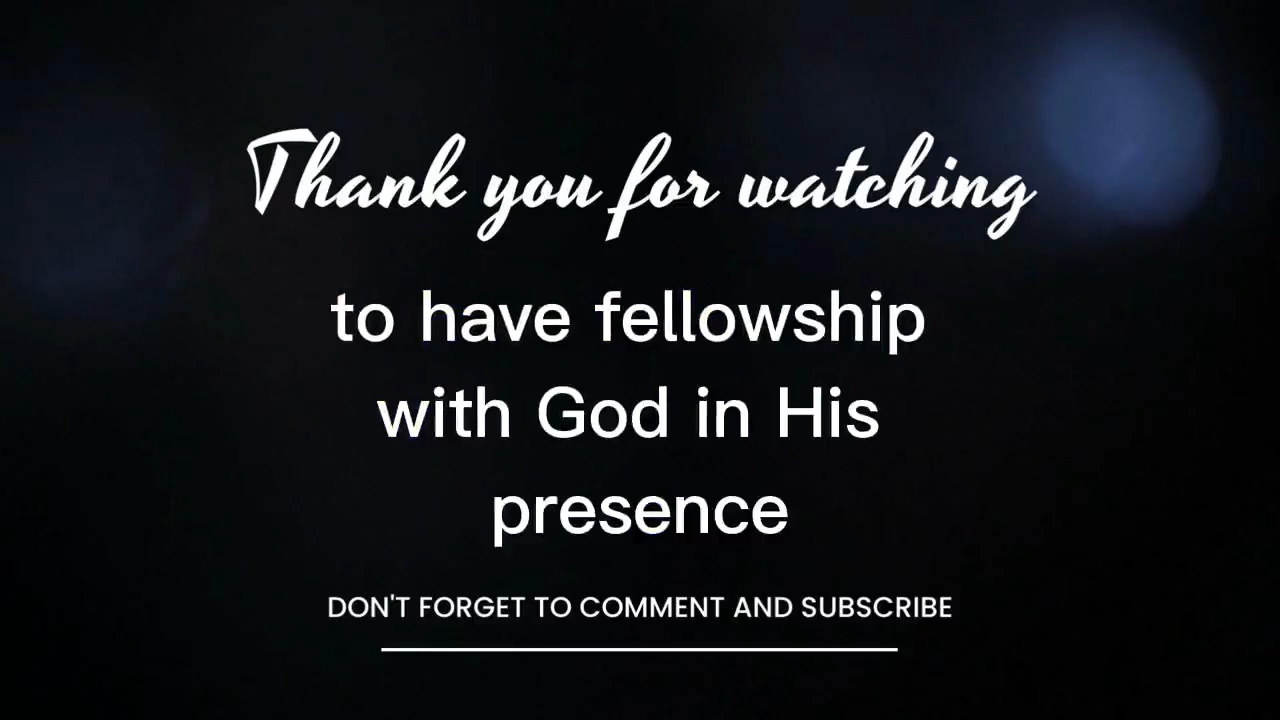 Thank you for watching
to have fellowship
with God in His
presence
DON'T FORGET TO COMMENT AND SUBSCRIBE